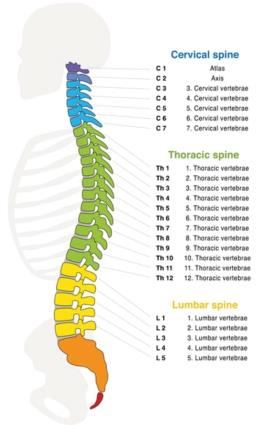 Cervical spine
C 1 Atlas
C 2 Axis
C 3 3. Cervical vertebrae
C 4 4. Cervical vertebrae
C 5 5. Cervical vertebrae
C 6 6. Cervical vertebrae
C 7 7. Cervical vertebrae
Thoracic spine
Th 1 1. Thoracic vertebrae
Th 2 2. Thoracic vertebrae
Th 3 3. Thoracic vertebrae
Th 4 4. Thoracic vertebrae
Th 5 5. Thoracic vertebrae
Th 6 6. Thoracic vertebrae
Th 7 7. Thoracic vertebrae
Th 8 8. Thoracic vertebrae
Th 9 9. Thoracic vertebrae
Th 10 10. Thoracic vertebrae
Th 11 11. Thoracic vertebrae
Th 12 12. Thoracic vertebrae
Lumbar spine
L 1 1. Lumbar vertebrae
L 2 2. Lumbar vertebrae
L 3 3. Lumbar vertebrae
L 4 4. Lumbar vertebrae
L 5 5. Lumbar vertebrae